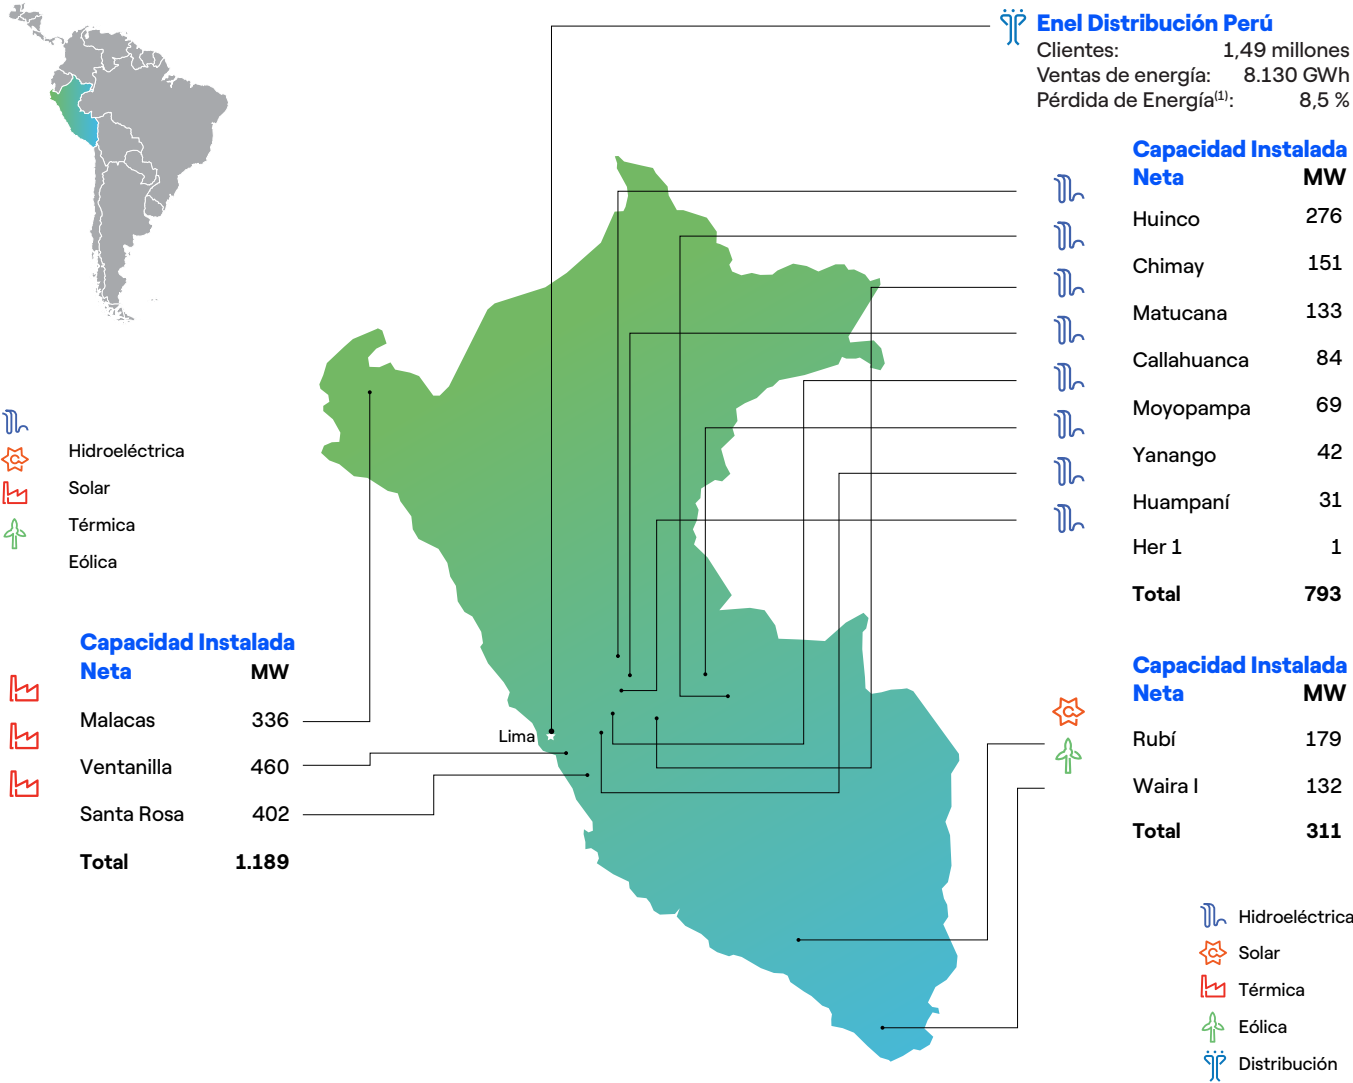 Enel Distribución Perú
Clientes: 1,49 millones
Ventas de energía: 8.130 GWh
Pérdida de Energía(1): 8,5 %
Capacidad Instalada
Neta MW
Huinco 276
Chimay 151
Matucana 133
Callahuanca 84
Moyopampa 69
Yanango 42
Huampaní 31
Her 1 1
Total 793
Hidroeléctrica
Solar
Térmica
Eólica
Capacidad Instalada
Neta MW
Malacas 336
Ventanilla 460
Santa Rosa 402
Total 1.189
Lima
Capacidad Instalada
Neta MW
Rubí 179
Waira I 132
Total 311
Hidroeléctrica
Solar
Térmica
Eólica
Distribución